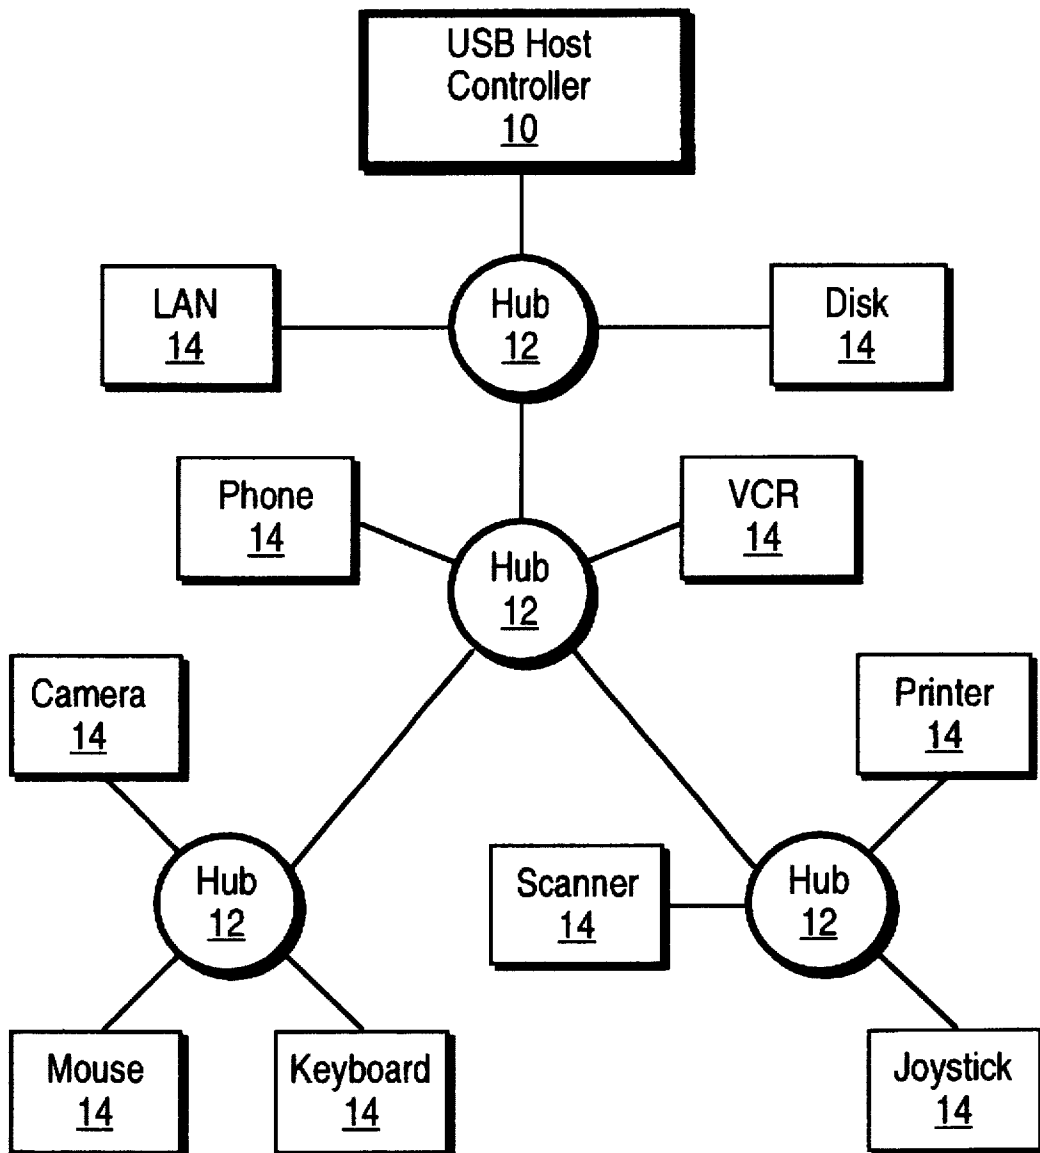 USB Host
Controller
10
LAN
14
Hub
12
Disk
14
Phone
14
VCR
14
Hub
12
Camera
14
Printer
14
Hub
12
Scanner
14
Hub
12
Mouse
14
Keyboard
14
Joystick
14